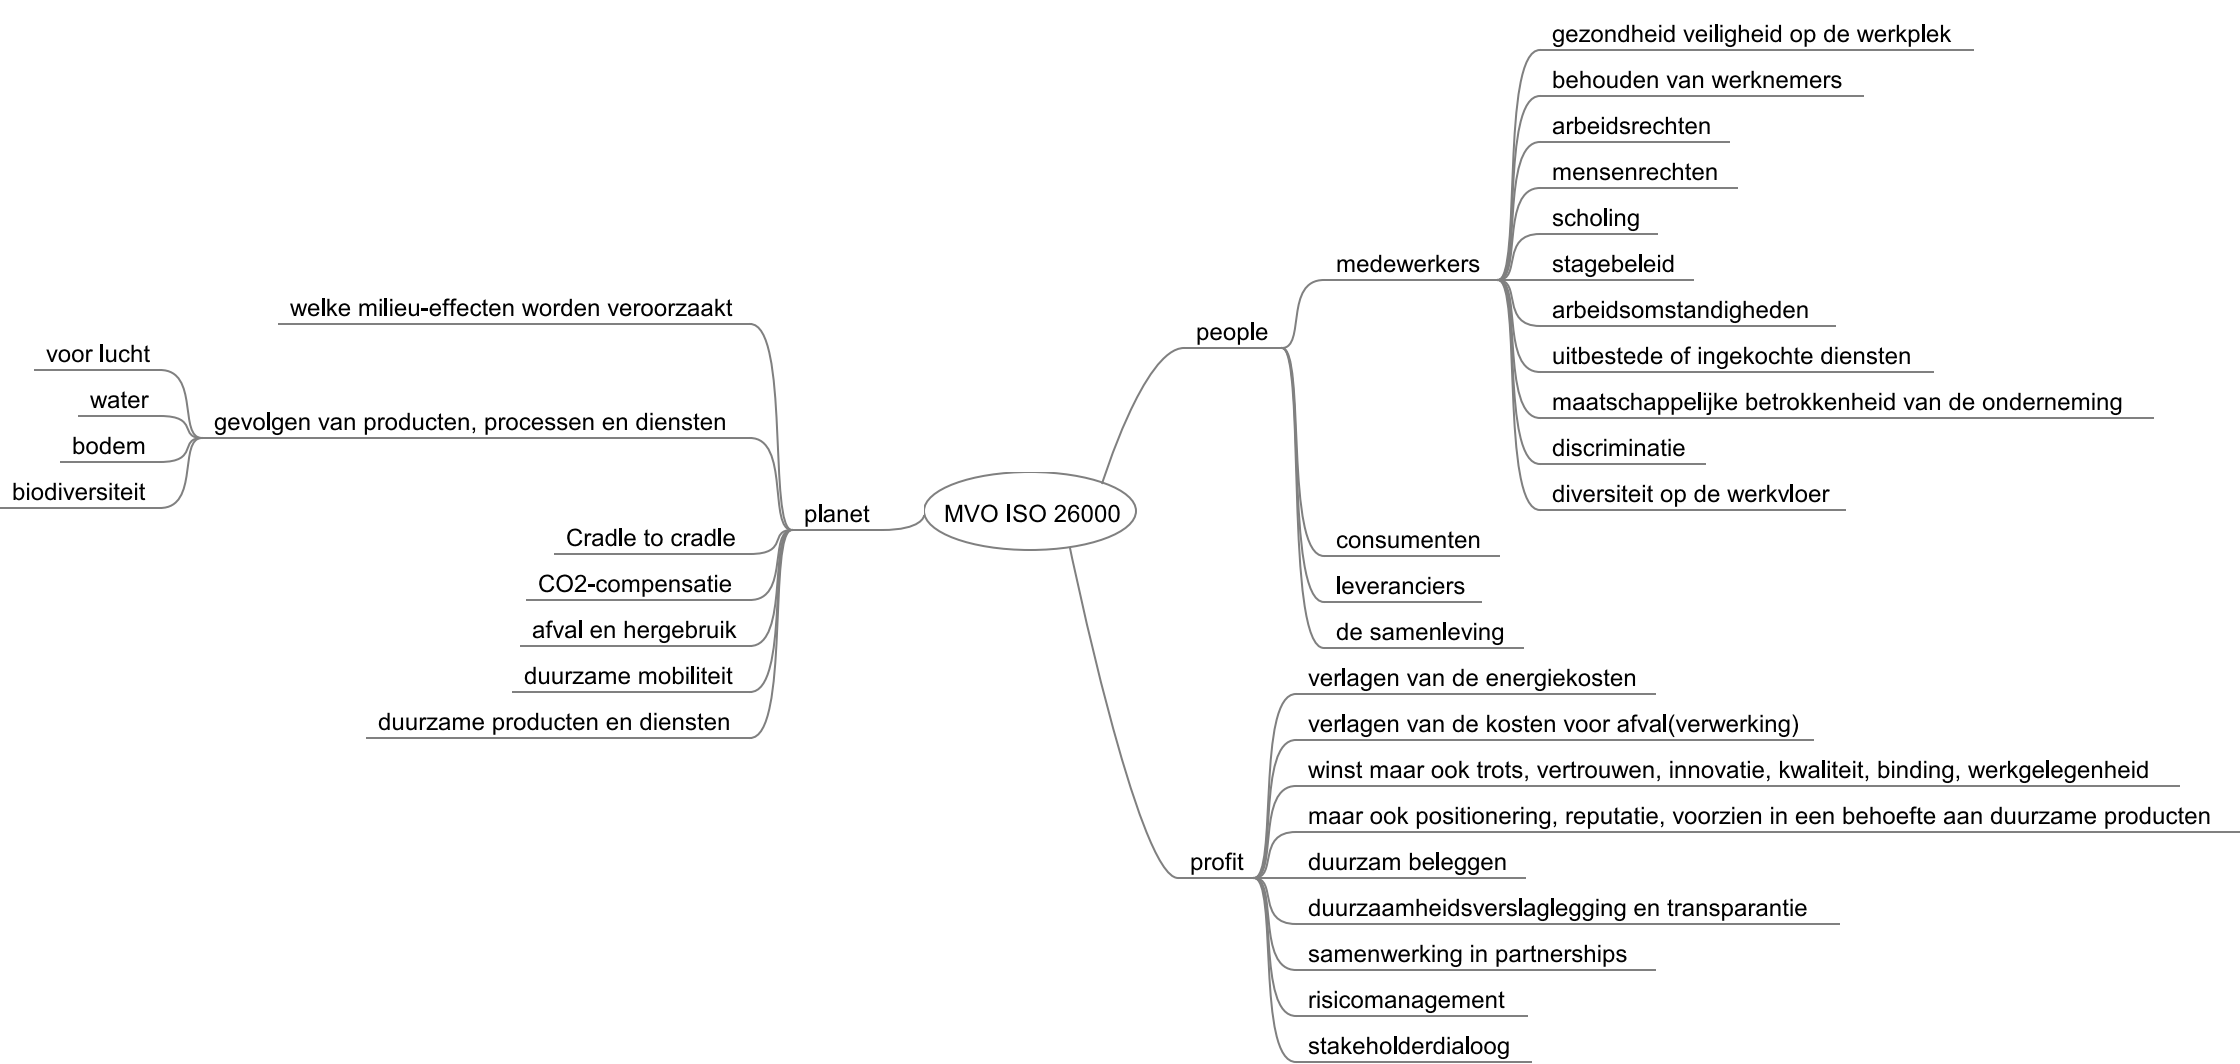 MVO ISO 26000
people
medewerkers
gezondheid veiligheid op de werkplek
behouden van werknemers
arbeidsrechten
mensenrechten
scholing
stagebeleid
arbeidsomstandigheden
uitbestede of ingekochte diensten
maatschappelijke betrokkenheid van de onderneming
discriminatie
diversiteit op de werkvloer
consumenten
leveranciers
de samenleving
profit
verlagen van de energiekosten
verlagen van de kosten voor afval(verwerking)
winst maar ook trots, vertrouwen, innovatie, kwaliteit, binding, werkgelegenheid
maar ook positionering, reputatie, voorzien in een behoefte aan duurzame producten
duurzam beleggen
duurzaamheidsverslaglegging en transparantie
samenwerking in partnerships
risicomanagement
stakeholderdialoog
planet
welke milieu-effecten worden veroorzaakt
gevolgen van producten, processen en diensten
voor lucht
water
bodem
biodiversiteit
Cradle to cradle
CO2-compensatie
afval en hergebruik
duurzame mobiliteit
duurzame producten en diensten